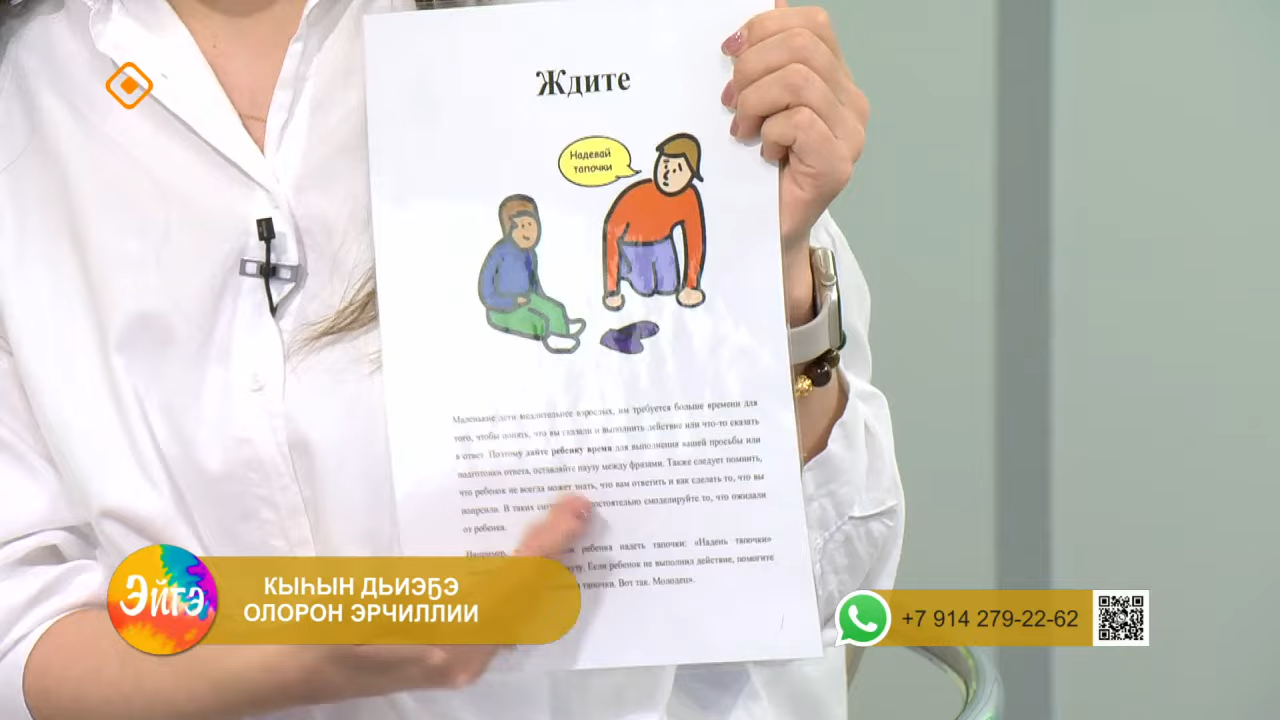 Ждите
Надевай
тапочки
Маленькие дети медлительнее взрослых, им требуется больше времени для
того, чтобы понять, что вы сказали и выполнить действие или что-то сказать
в ответ. Поэтому дайте ребенку время для выполнения вашей просьбы или
подготовки ответа, оставляйте паузу между фразами. Также следует помнить,
что ребенок не всегда может знать, что вам ответить и как сделать то, что вы
попросили. В таких смоделируйте то, что ожидали
от ребенка.
Например, ребенка надеть тапочки: «Надень тапочки»
Если ребенок не выполнил действие, помогите
тапочки. Вот так. Молодец».
Эйгэ
КЫҺЫН ДЬИЭҔЭ
ОЛОРОН ЭРЧИЛЛИИ
+7 914 279-22-62